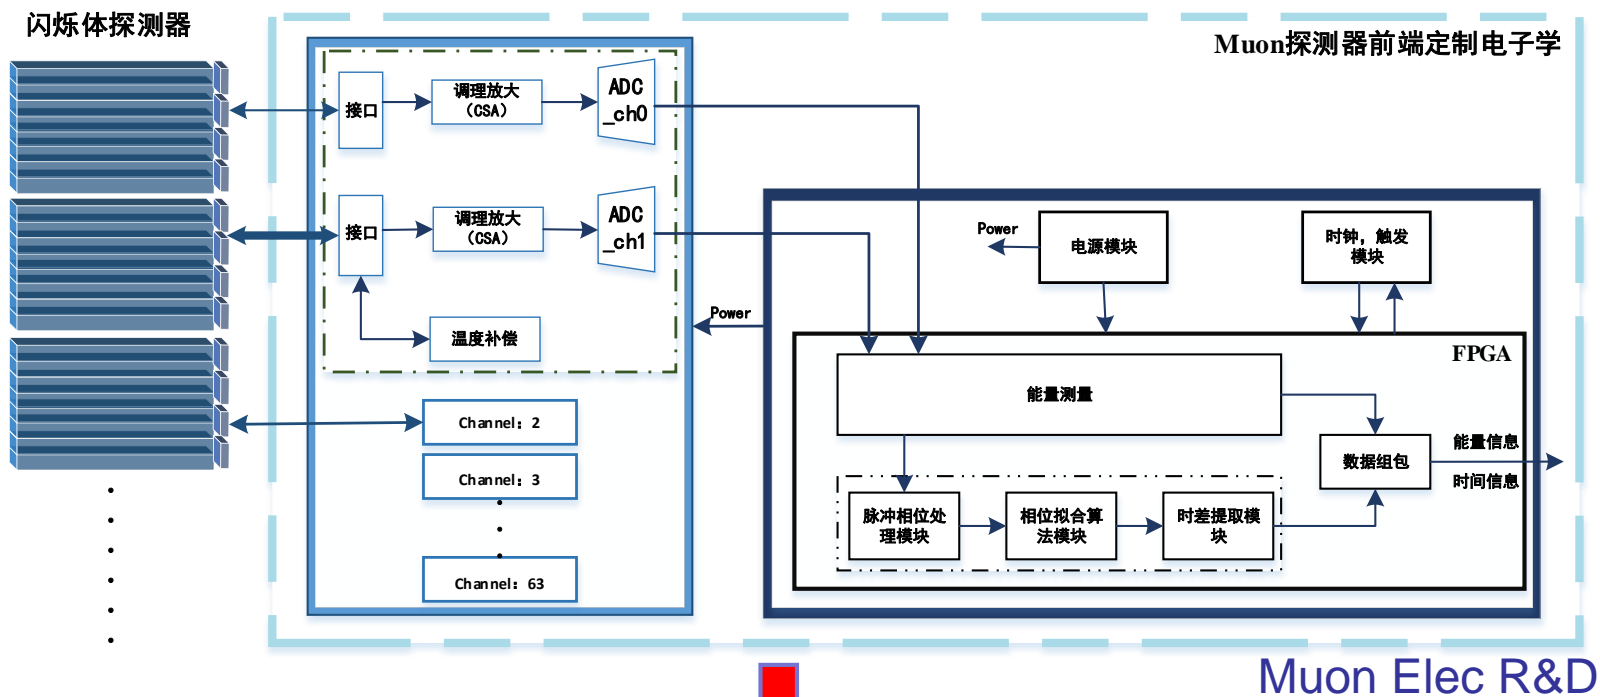 闪烁体探测器
Muon探测器前端定制电子学
接口
调理放大
（CSA）
ADC
_ch0
接口
调理放大
（CSA）
ADC
_ch1
温度补偿
Channel：2
Channel：3
Channel：63
Power
Power
电源模块
时钟，触发
模块
FPGA
能量测量
脉冲相位处
理模块
相位拟合算
法模块
时差提取模
块
数据组包
能量信息
时间信息
Muon Elec R&D